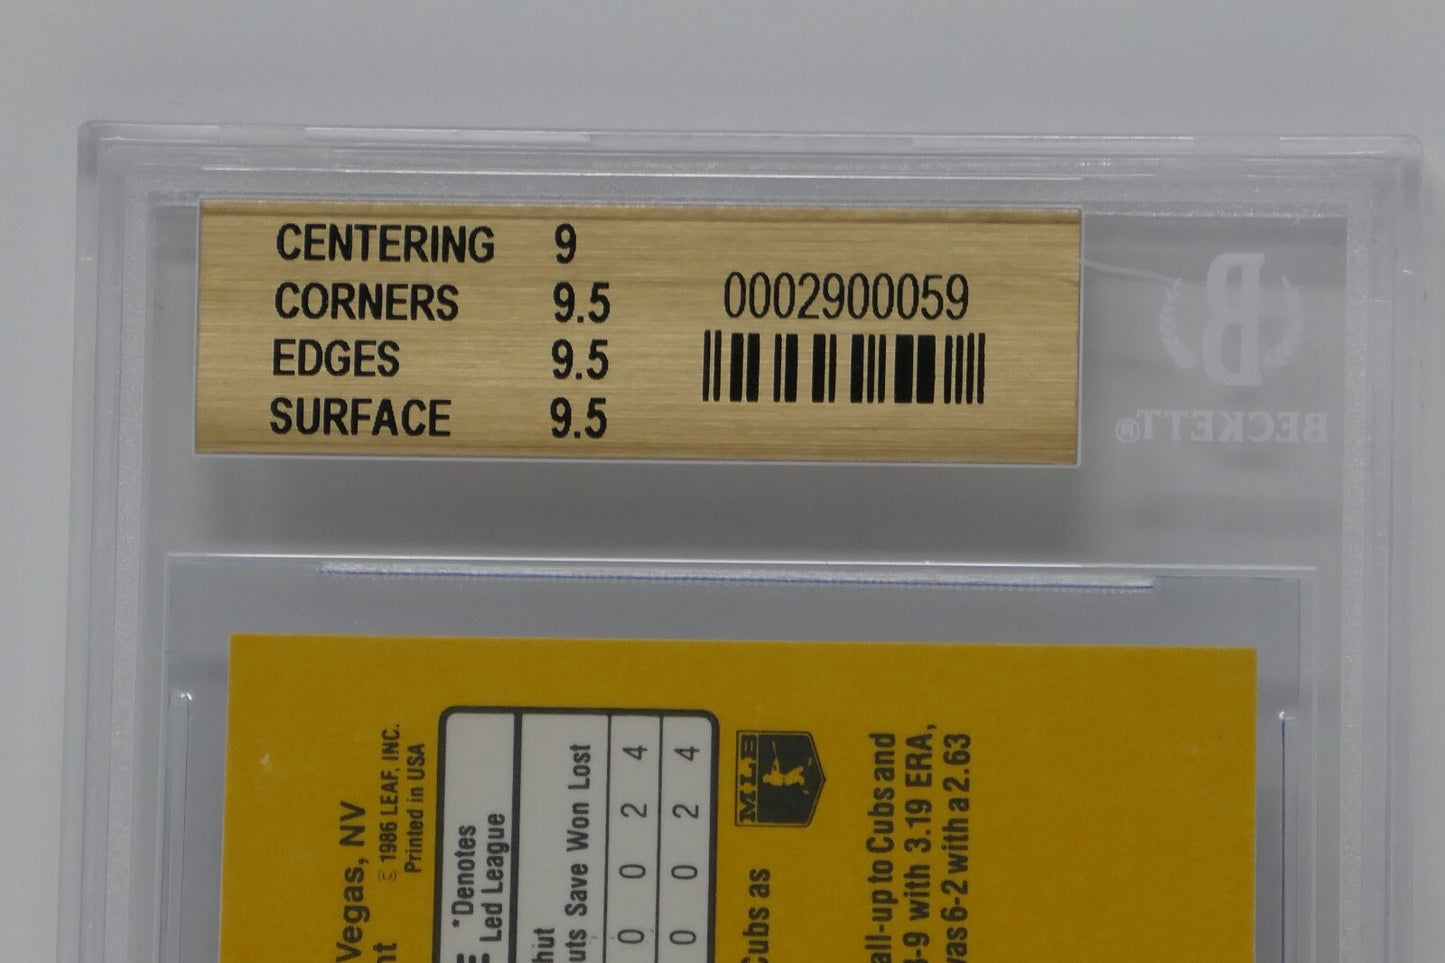 CENTERING 9
CORNERS 9.5
EDGES 9.5
SURFACE 9.5
0002900059
BECKETT®
B
Vegas, NV
© 1986 LEAF, INC.
Printed in USA
*Denotes
Led League
Save Won Lost
0 0 2 4
0 0 2 4
MLB
Cubs as
all-up to Cubs and
-9 with 3.19 ERA,
was 6-2 with a 2.63